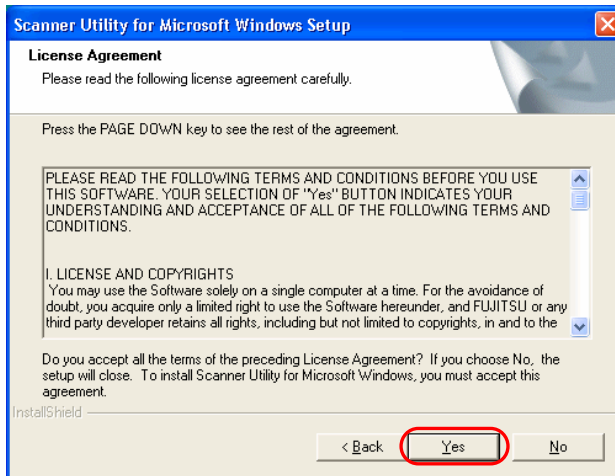 Scanner Utility for Microsoft Windows Setup
License Agreement
Please read the following license agreement carefully.
Press the PAGE DOWN key to see the rest of the agreement.
PLEASE READ THE FOLLOWING TERMS AND CONDITIONS BEFORE YOU USE
THIS SOFTWARE. YOUR SELECTION OF "Yes" BUTTON INDICATES YOUR
UNDERSTANDING AND ACCEPTANCE OF ALL OF THE FOLLOWING TERMS AND
CONDITIONS.
I. LICENSE AND COPYRIGHTS
You may use the Software solely on a single computer at a time. For the avoidance of
doubt, you acquire only a limited right to use the Software hereunder, and FUJITSU or any
third party developer retains all rights, including but not limited to copyrights, in and to the
Do you accept all the terms of the preceding License Agreement? If you choose No, the
setup will close. To install Scanner Utility for Microsoft Windows, you must accept this
agreement.
InstallShield
< Back Yes No